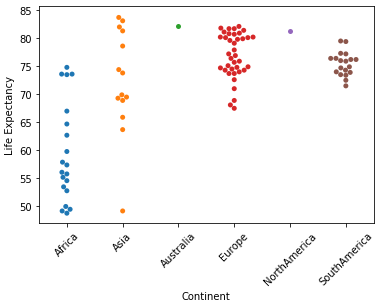 85
80
75
70
65
60
55
50
Life Expectancy
Africa
Asia
Australia
Europe
NorthAmerica
SouthAmerica
Continent